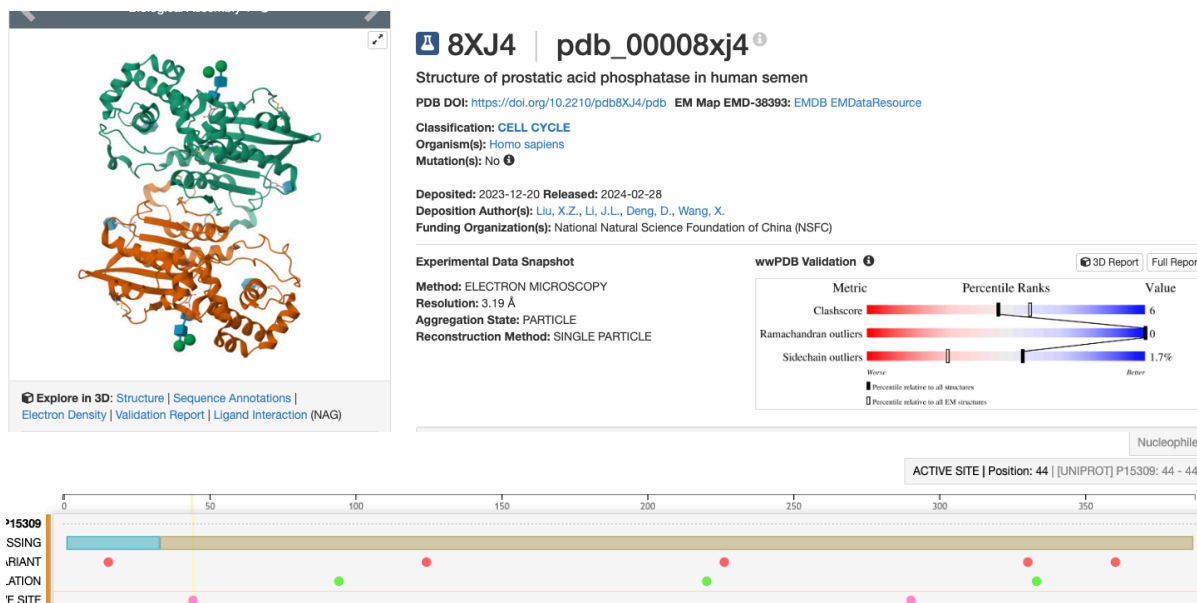 8XJ4 | pdb_00008xj4
Structure of prostatic acid phosphatase in human semen
PDB DOI: https://doi.org/10.2210/pdb8XJ4/pdb EM Map EMD-38393: EMDB EMDataResource
Classification: CELL CYCLE
Organism(s): Homo sapiens
Mutation(s): No
Deposited: 2023-12-20 Released: 2024-02-28
Deposition Author(s): Liu, X.Z., Li, J.L., Deng, D., Wang, X.
Funding Organization(s): National Natural Science Foundation of China (NSFC)
Experimental Data Snapshot
Method: ELECTRON MICROSCOPY
Resolution: 3.19 Å
Aggregation State: PARTICLE
Reconstruction Method: SINGLE PARTICLE
wwPDB Validation
3D Report
Full Repor
Metric Percentile Ranks Value
Clashscore 6
Ramachandran outliers 0
Sidechain outliers 1.7%
Worse Better
Percentile relative to all structures
Percentile relative to all EM structures
Explore in 3D: Structure | Sequence Annotations |
Electron Density | Validation Report | Ligand Interaction (NAG)
Nucleophile
ACTIVE SITE | Position: 44 | [UNIPROT] P15309: 44 - 44
0 50 100 150 200 250 300 350
P15309
SSING
ARIANT
LATION
E SITE